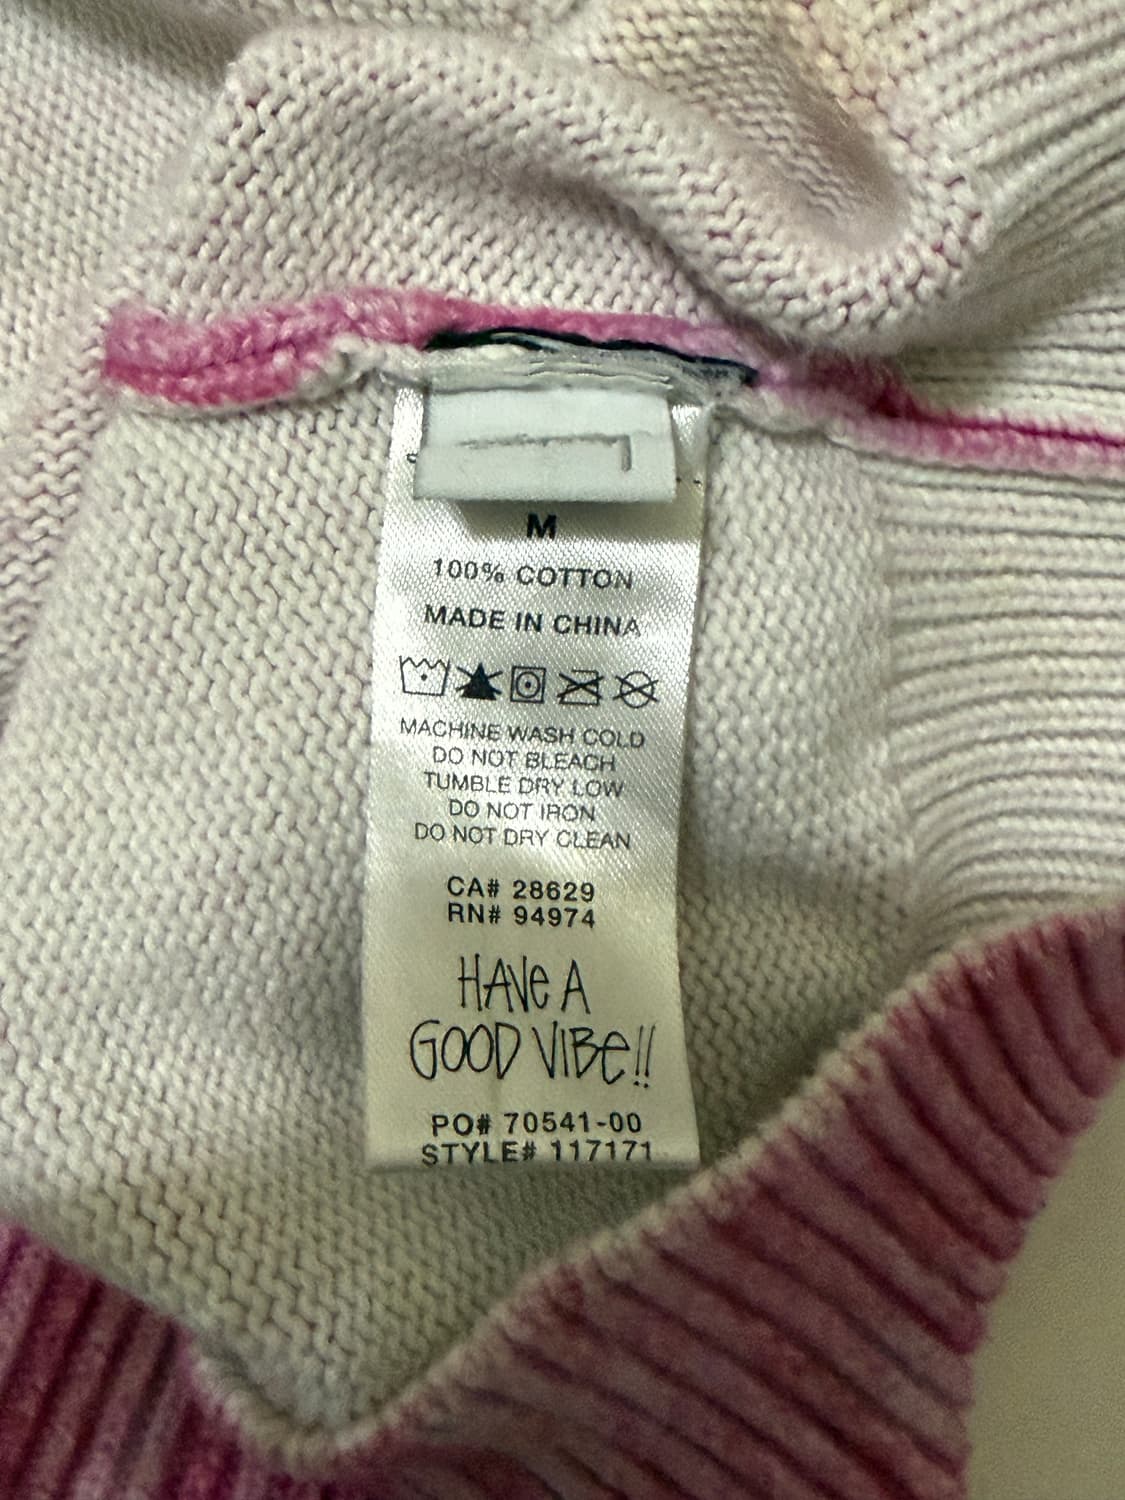 M
100% COTTON
MADE IN CHINA
MACHINE WASH COLD
DO NOT BLEACH
TUMBLE DRY LOW
DO NOT IRON
DO NOT DRY CLEAN
CA# 28629
RN# 94974
HAVe A
GOOD VIBe!!
PO# 70541-00
STYLE# 117171